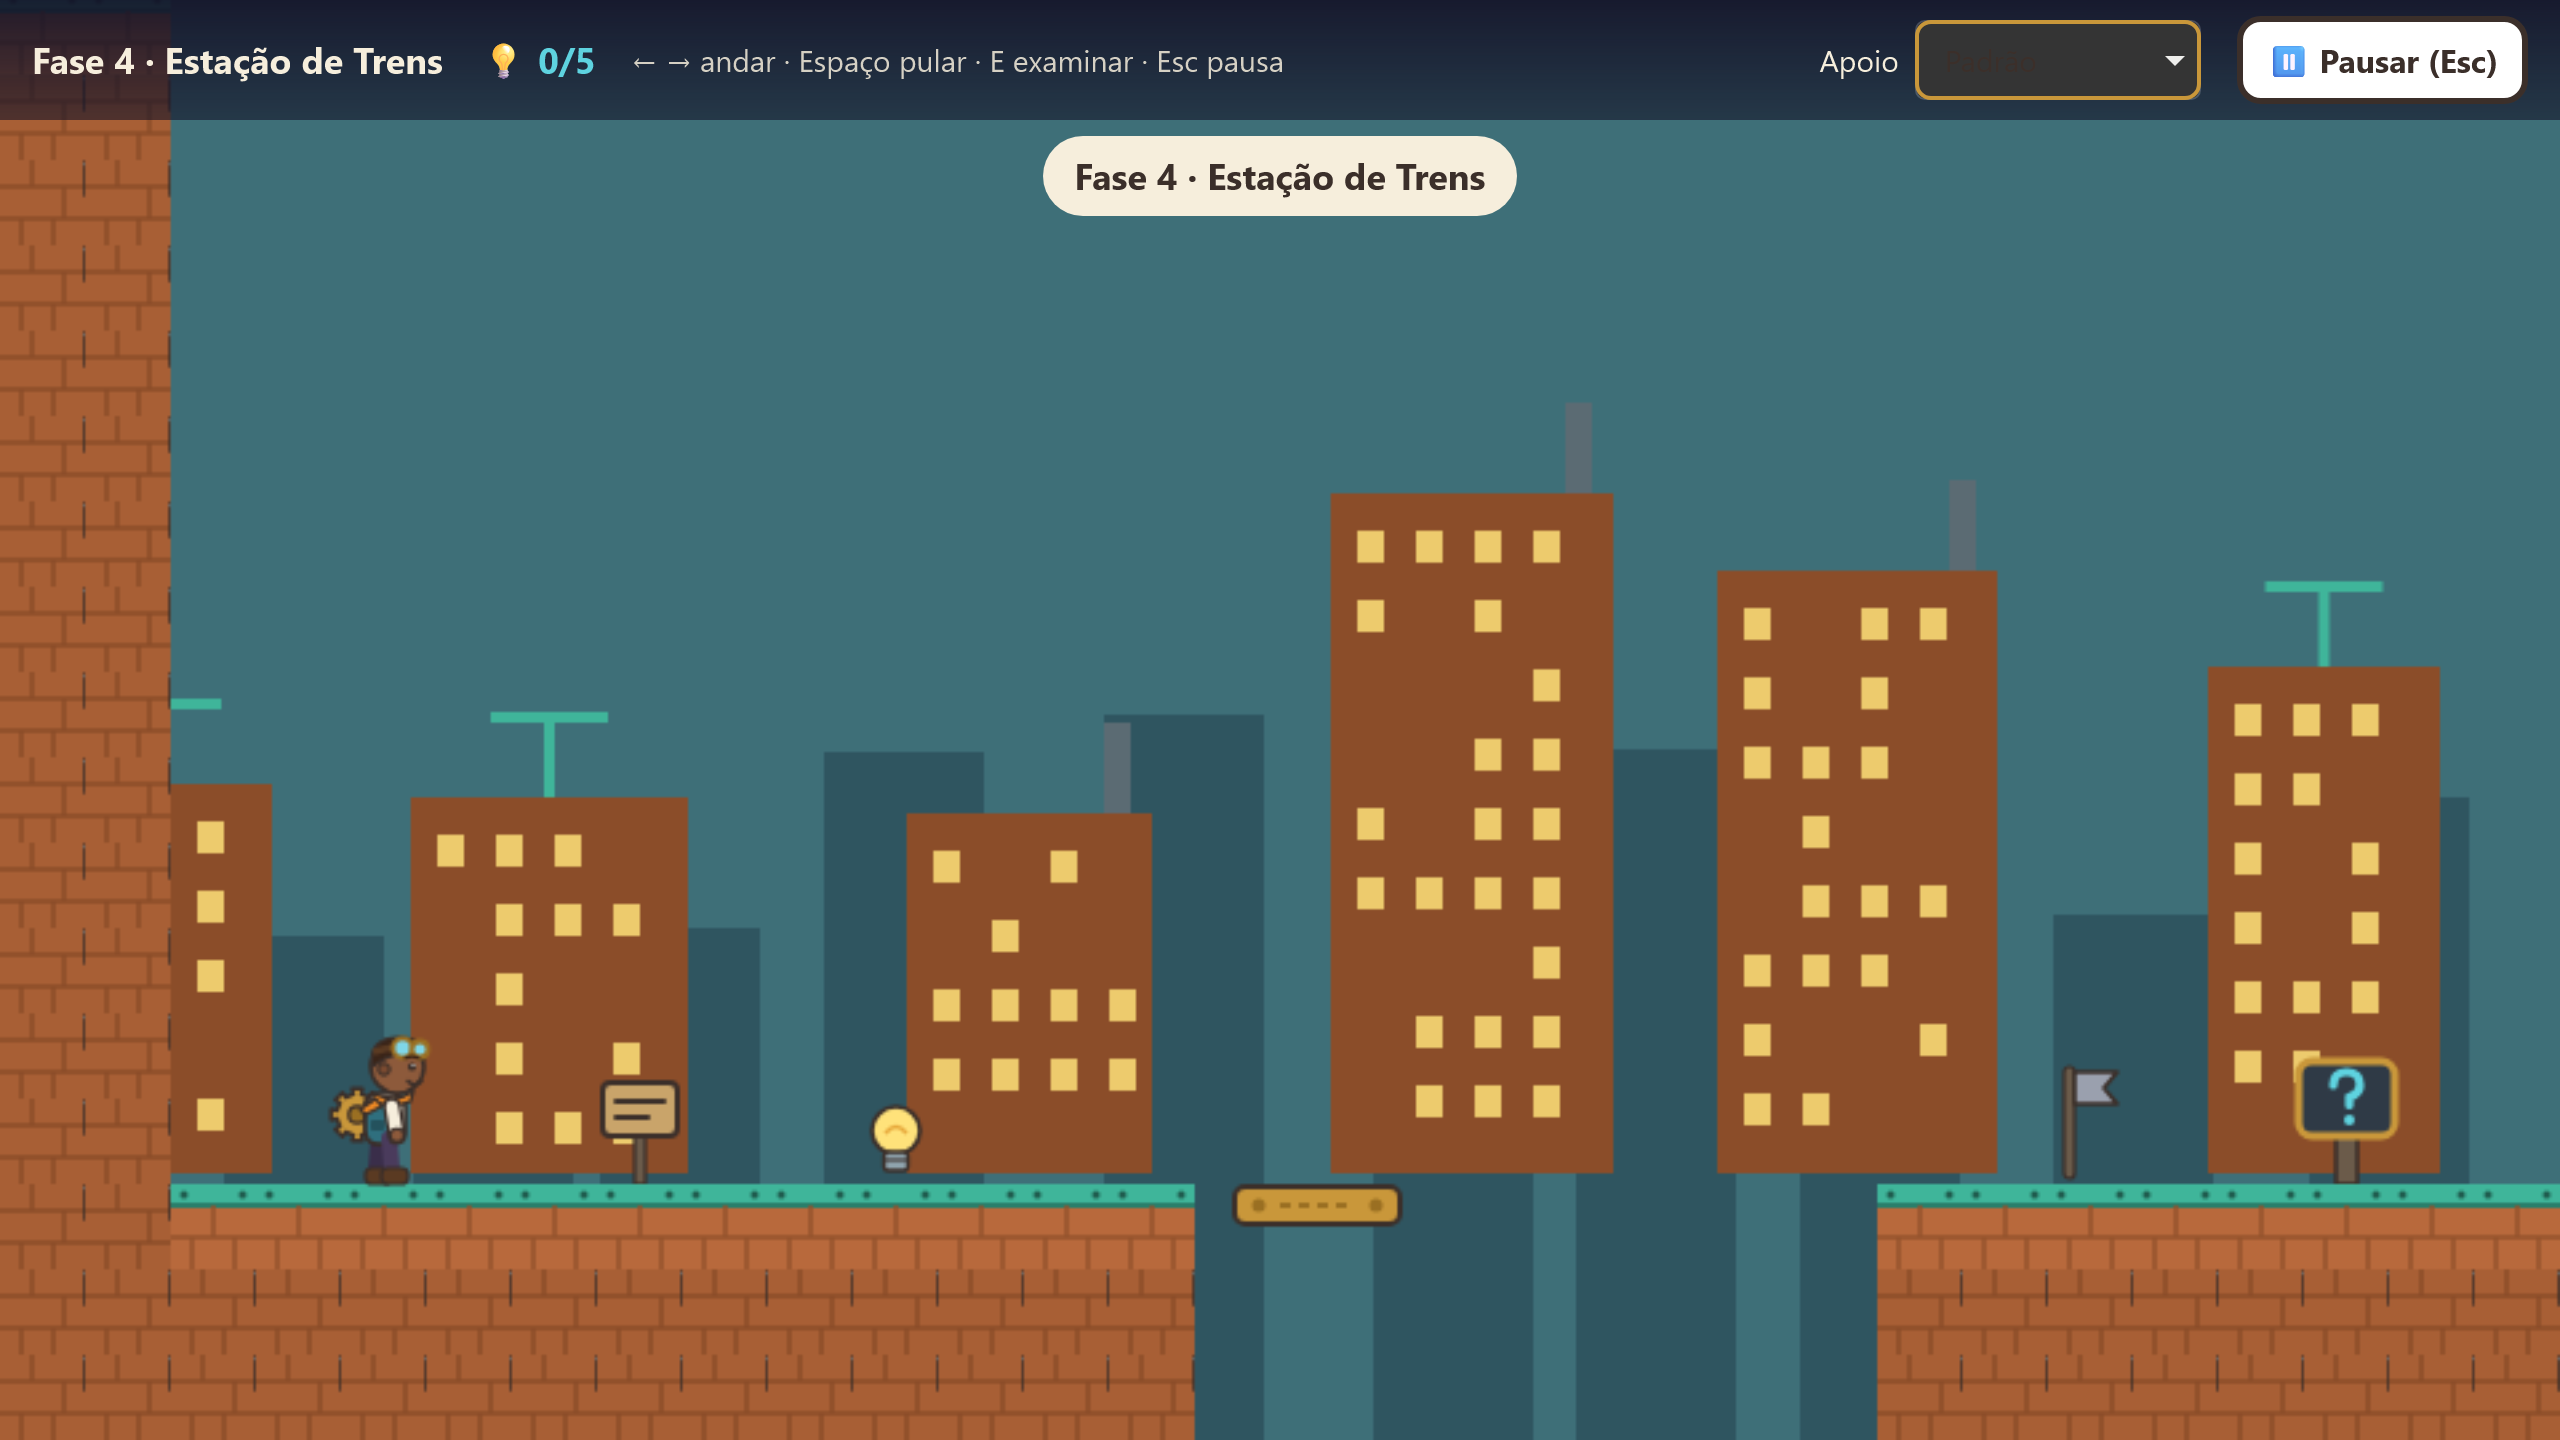 Fase 4 · Estação de Trens
0/5
← → andar · Espaço pular · E examinar · Esc pausa
Apoio
Pausar (Esc)
Fase 4 · Estação de Trens
?